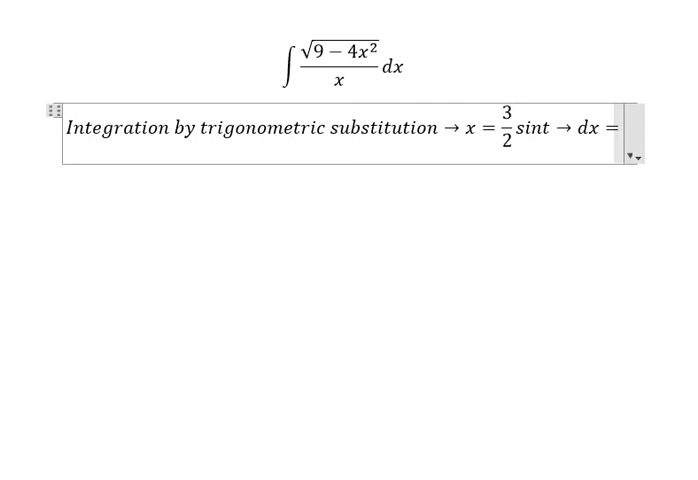 ∫ √(9 − 4x²) / x dx
Integration by trigonometric substitution → x = 3/2 sint → dx =